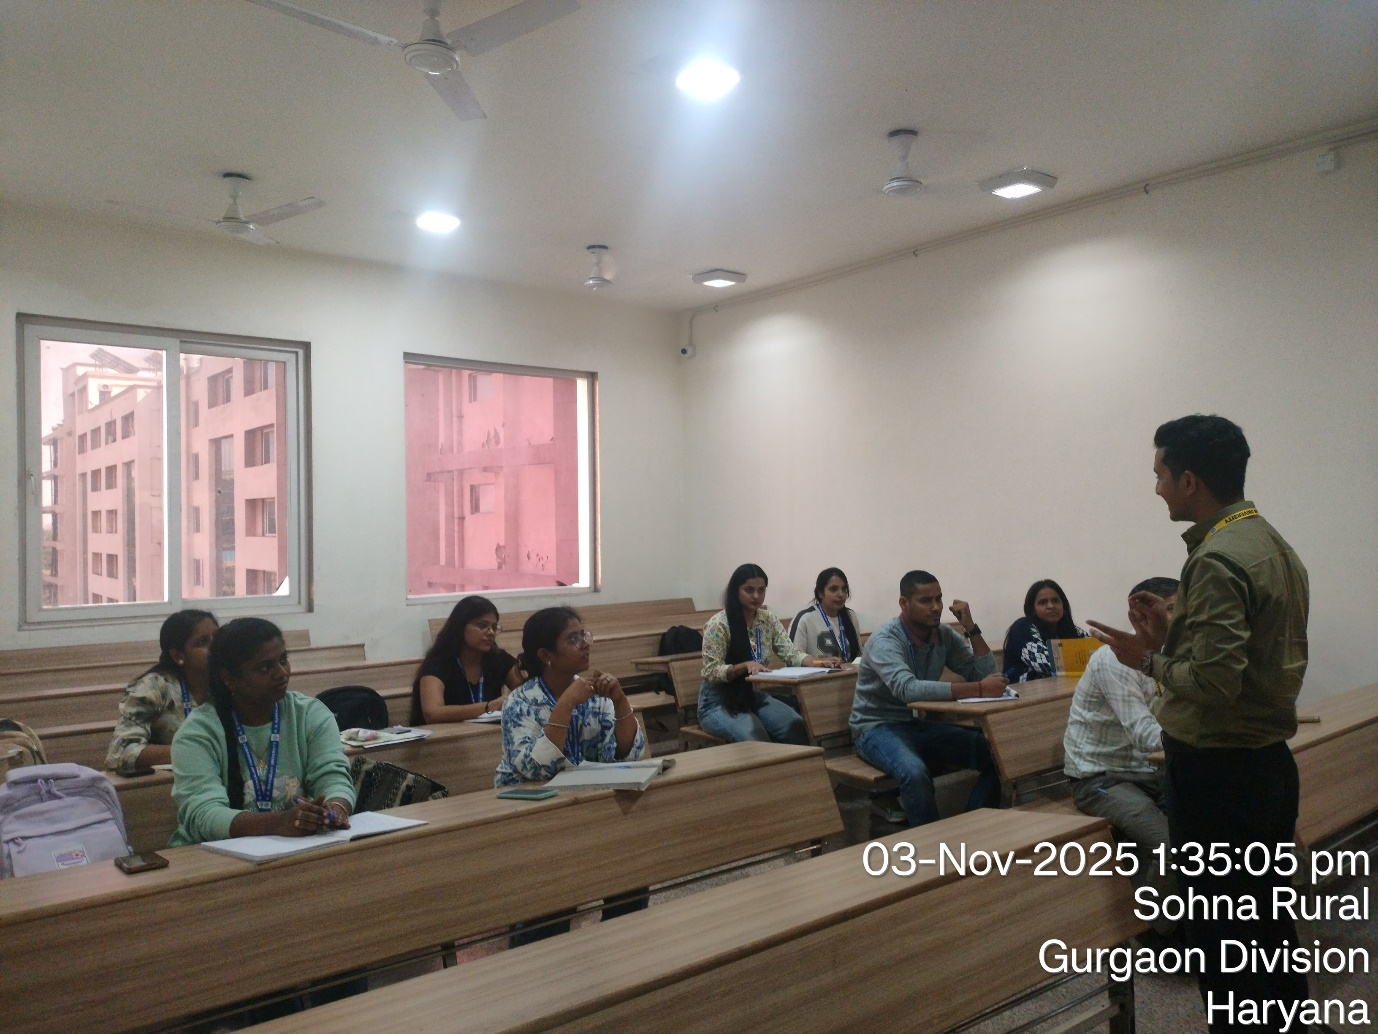 03-Nov-2025 1:35:05 pm
Sohna Rural
Gurgaon Division
Haryana